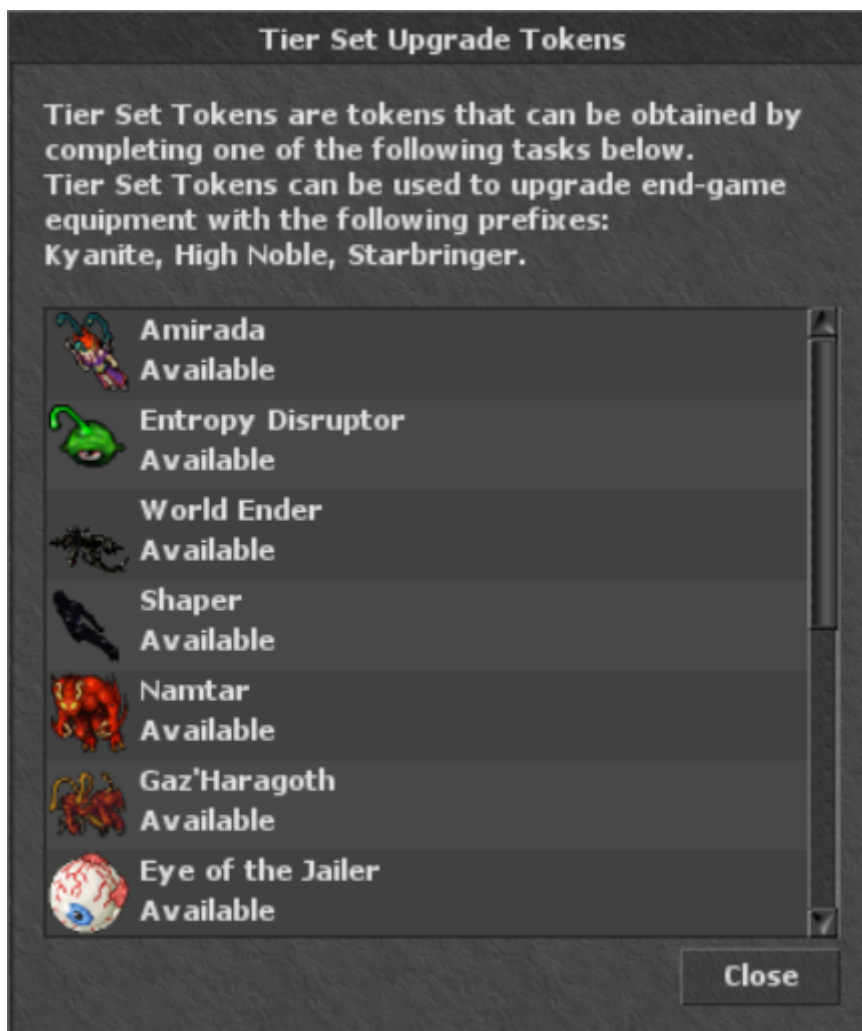 Tier Set Upgrade Tokens
Tier Set Tokens are tokens that can be obtained by
completing one of the following tasks below.
Tier Set Tokens can be used to upgrade end-game
equipment with the following prefixes:
Kyanite, High Noble, Starbringer.
Amirada
Available
Entropy Disruptor
Available
World Ender
Available
Shaper
Available
Namtar
Available
Gaz'Haragoth
Available
Eye of the Jailer
Available
Close